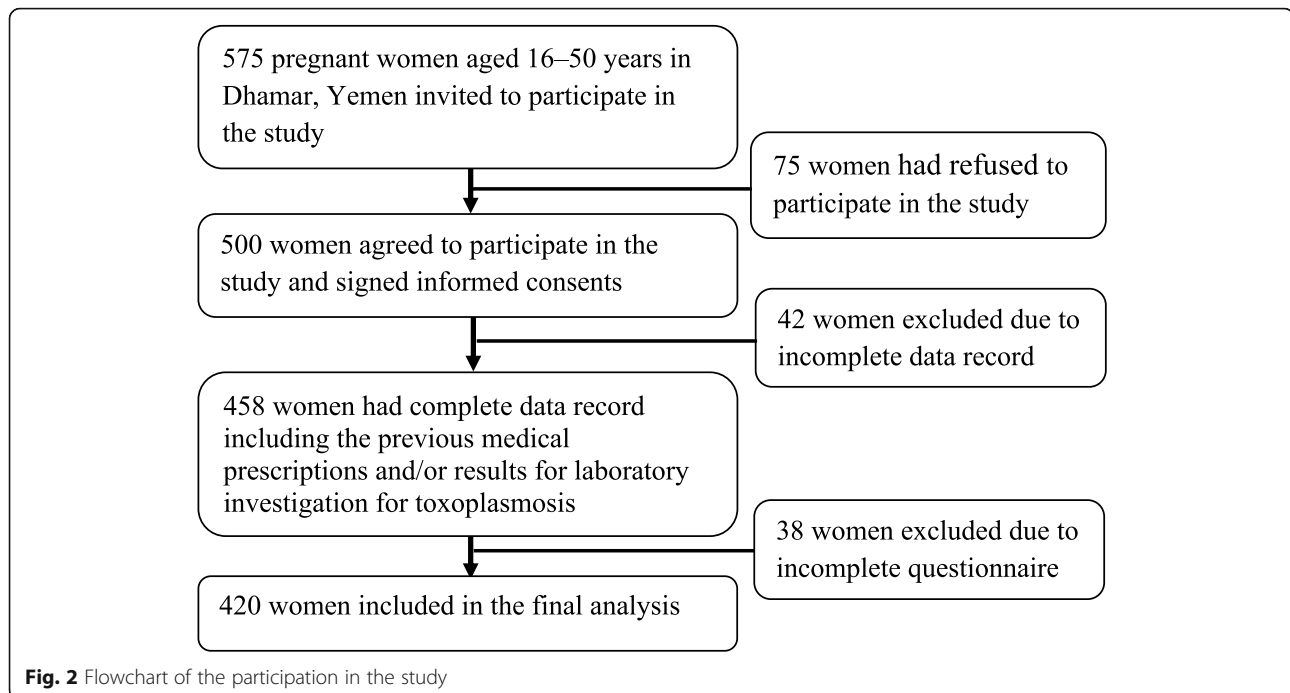 575 pregnant women aged 16–50 years in
Dhamar, Yemen invited to participate in
the study
75 women had refused to
participate in the study
500 women agreed to participate in the
study and signed informed consents
42 women excluded due to
incomplete data record
458 women had complete data record
including the previous medical
prescriptions and/or results for laboratory
investigation for toxoplasmosis
38 women excluded due to
incomplete questionnaire
420 women included in the final analysis
Fig. 2 Flowchart of the participation in the study